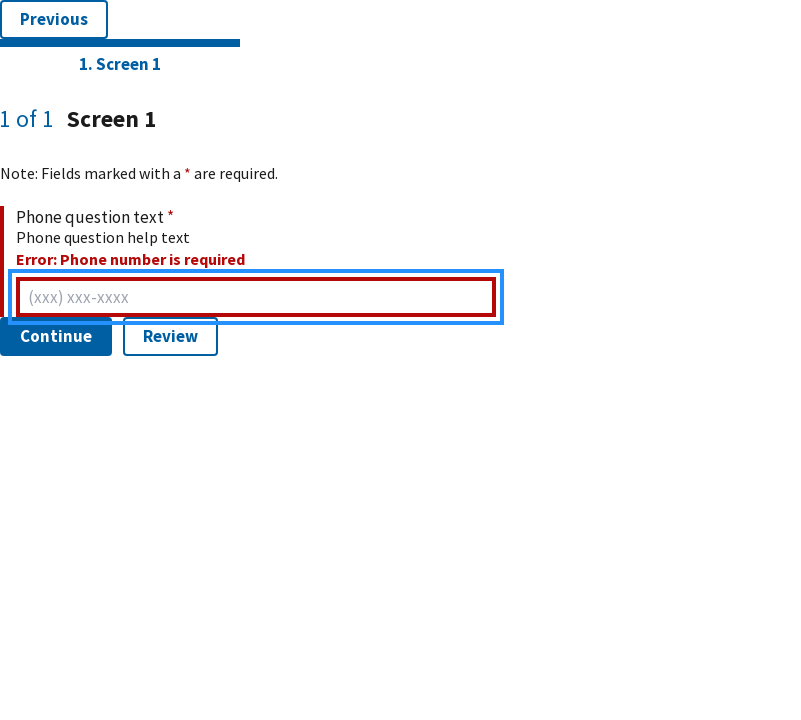 Previous
1. Screen 1
1 of 1 Screen 1
Note: Fields marked with a * are required.
Phone question text *
Phone question help text
Error: Phone number is required
(xxx) xxx-xxxx
Continue Review